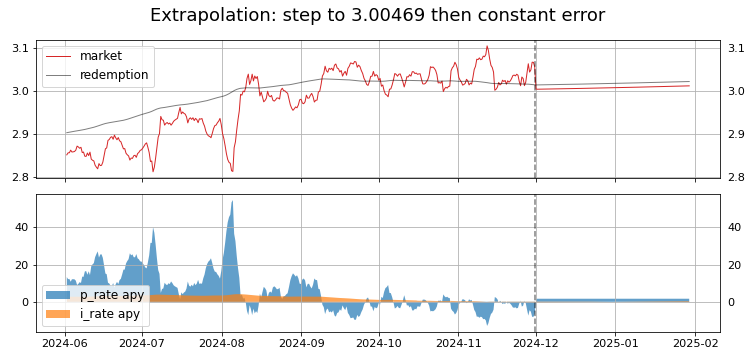 Extrapolation: step to 3.00469 then constant error
3.1 3.1
market
redemption
3.0 3.0
2.9 2.9
2.8 2.8
40 40
20 20
p_rate apy
0 0
i_rate apy
2024-06 2024-07 2024-08 2024-09 2024-10 2024-11 2024-12 2025-01 2025-02